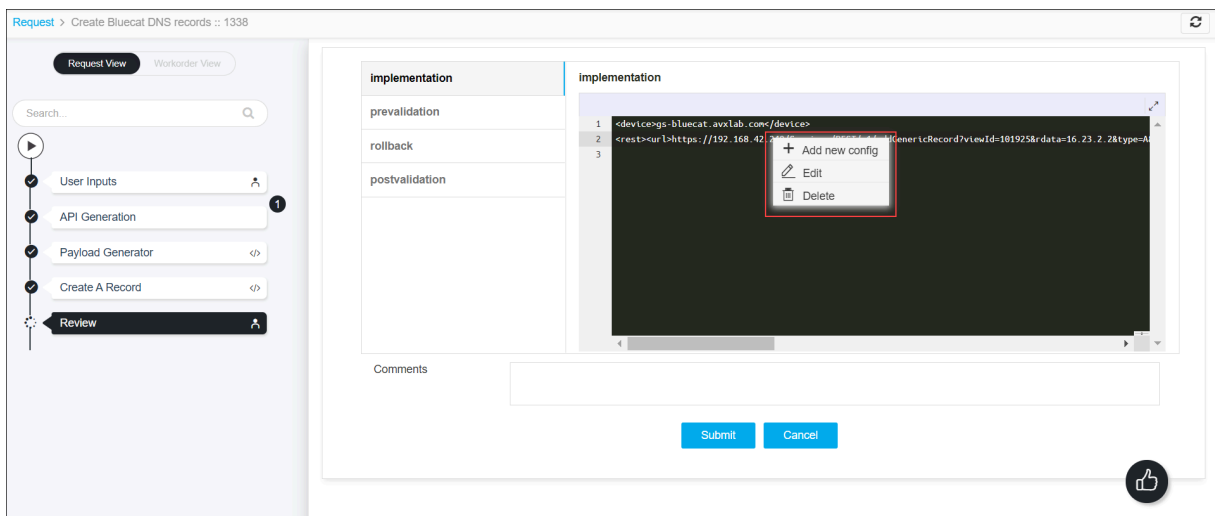 Request > Create Bluecat DNS records :: 1338
Request View Workorder View
Search...
User Inputs
1
API Generation
Payload Generator
</>
Create A Record
</>
Review
implementation
prevalidation
rollback
postvalidation
implementation
1 <device>gs-bluecat.avxlab.com</device>
2 <rest><url>https://192.168.42. GenericRecord?viewId=101925&rdata=16.23.2.2&type=A
3
Add new config
Edit
Delete
Comments
Submit Cancel